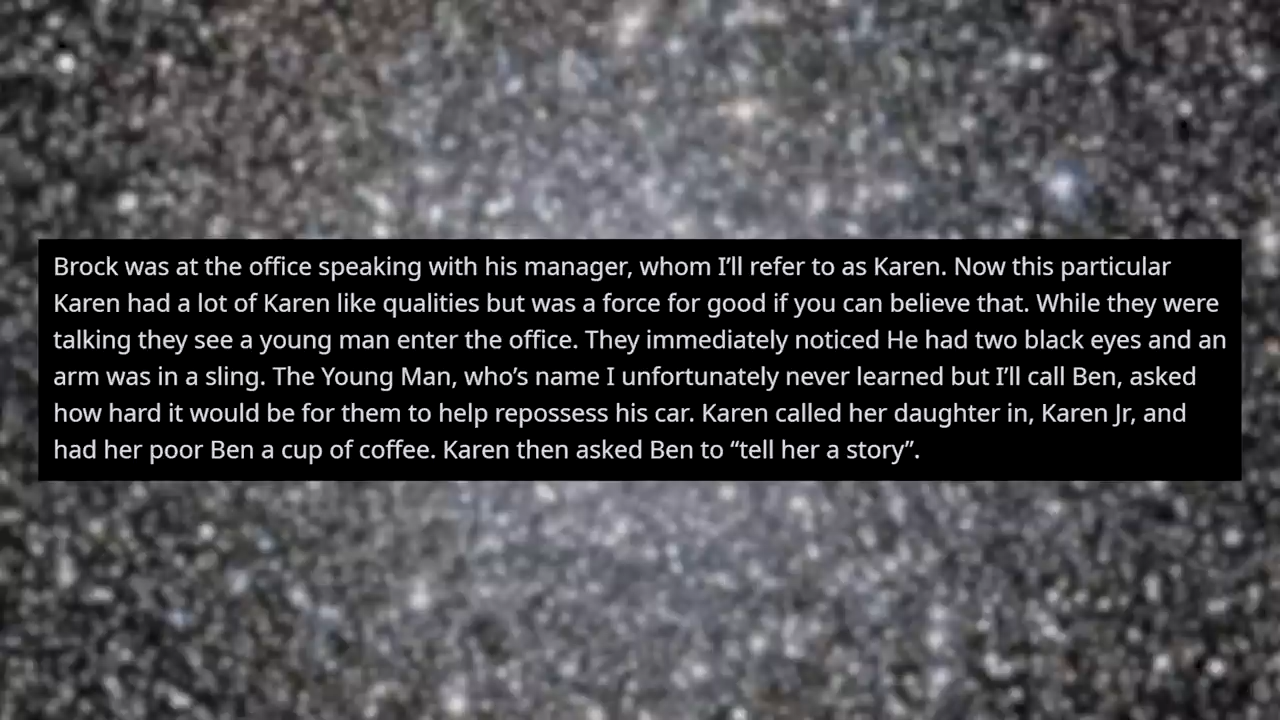 Brock was at the office speaking with his manager, whom I’ll refer to as Karen. Now this particular
Karen had a lot of Karen like qualities but was a force for good if you can believe that. While they were
talking they see a young man enter the office. They immediately noticed He had two black eyes and an
arm was in a sling. The Young Man, who’s name I unfortunately never learned but I’ll call Ben, asked
how hard it would be for them to help repossess his car. Karen called her daughter in, Karen Jr, and
had her poor Ben a cup of coffee. Karen then asked Ben to “tell her a story”.